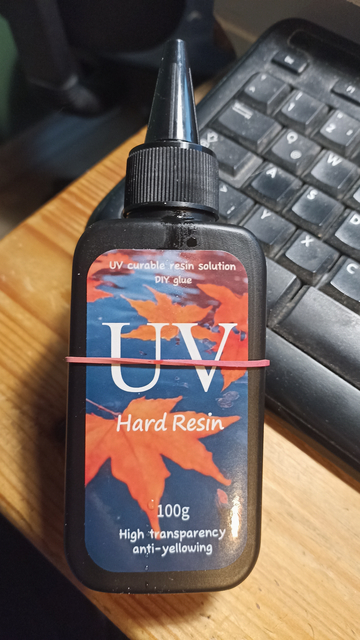 UV curable resin solution
DIY glue
UV
Hard Resin
100g
High transparency
anti-yellowing
Q W
A S D
Y X